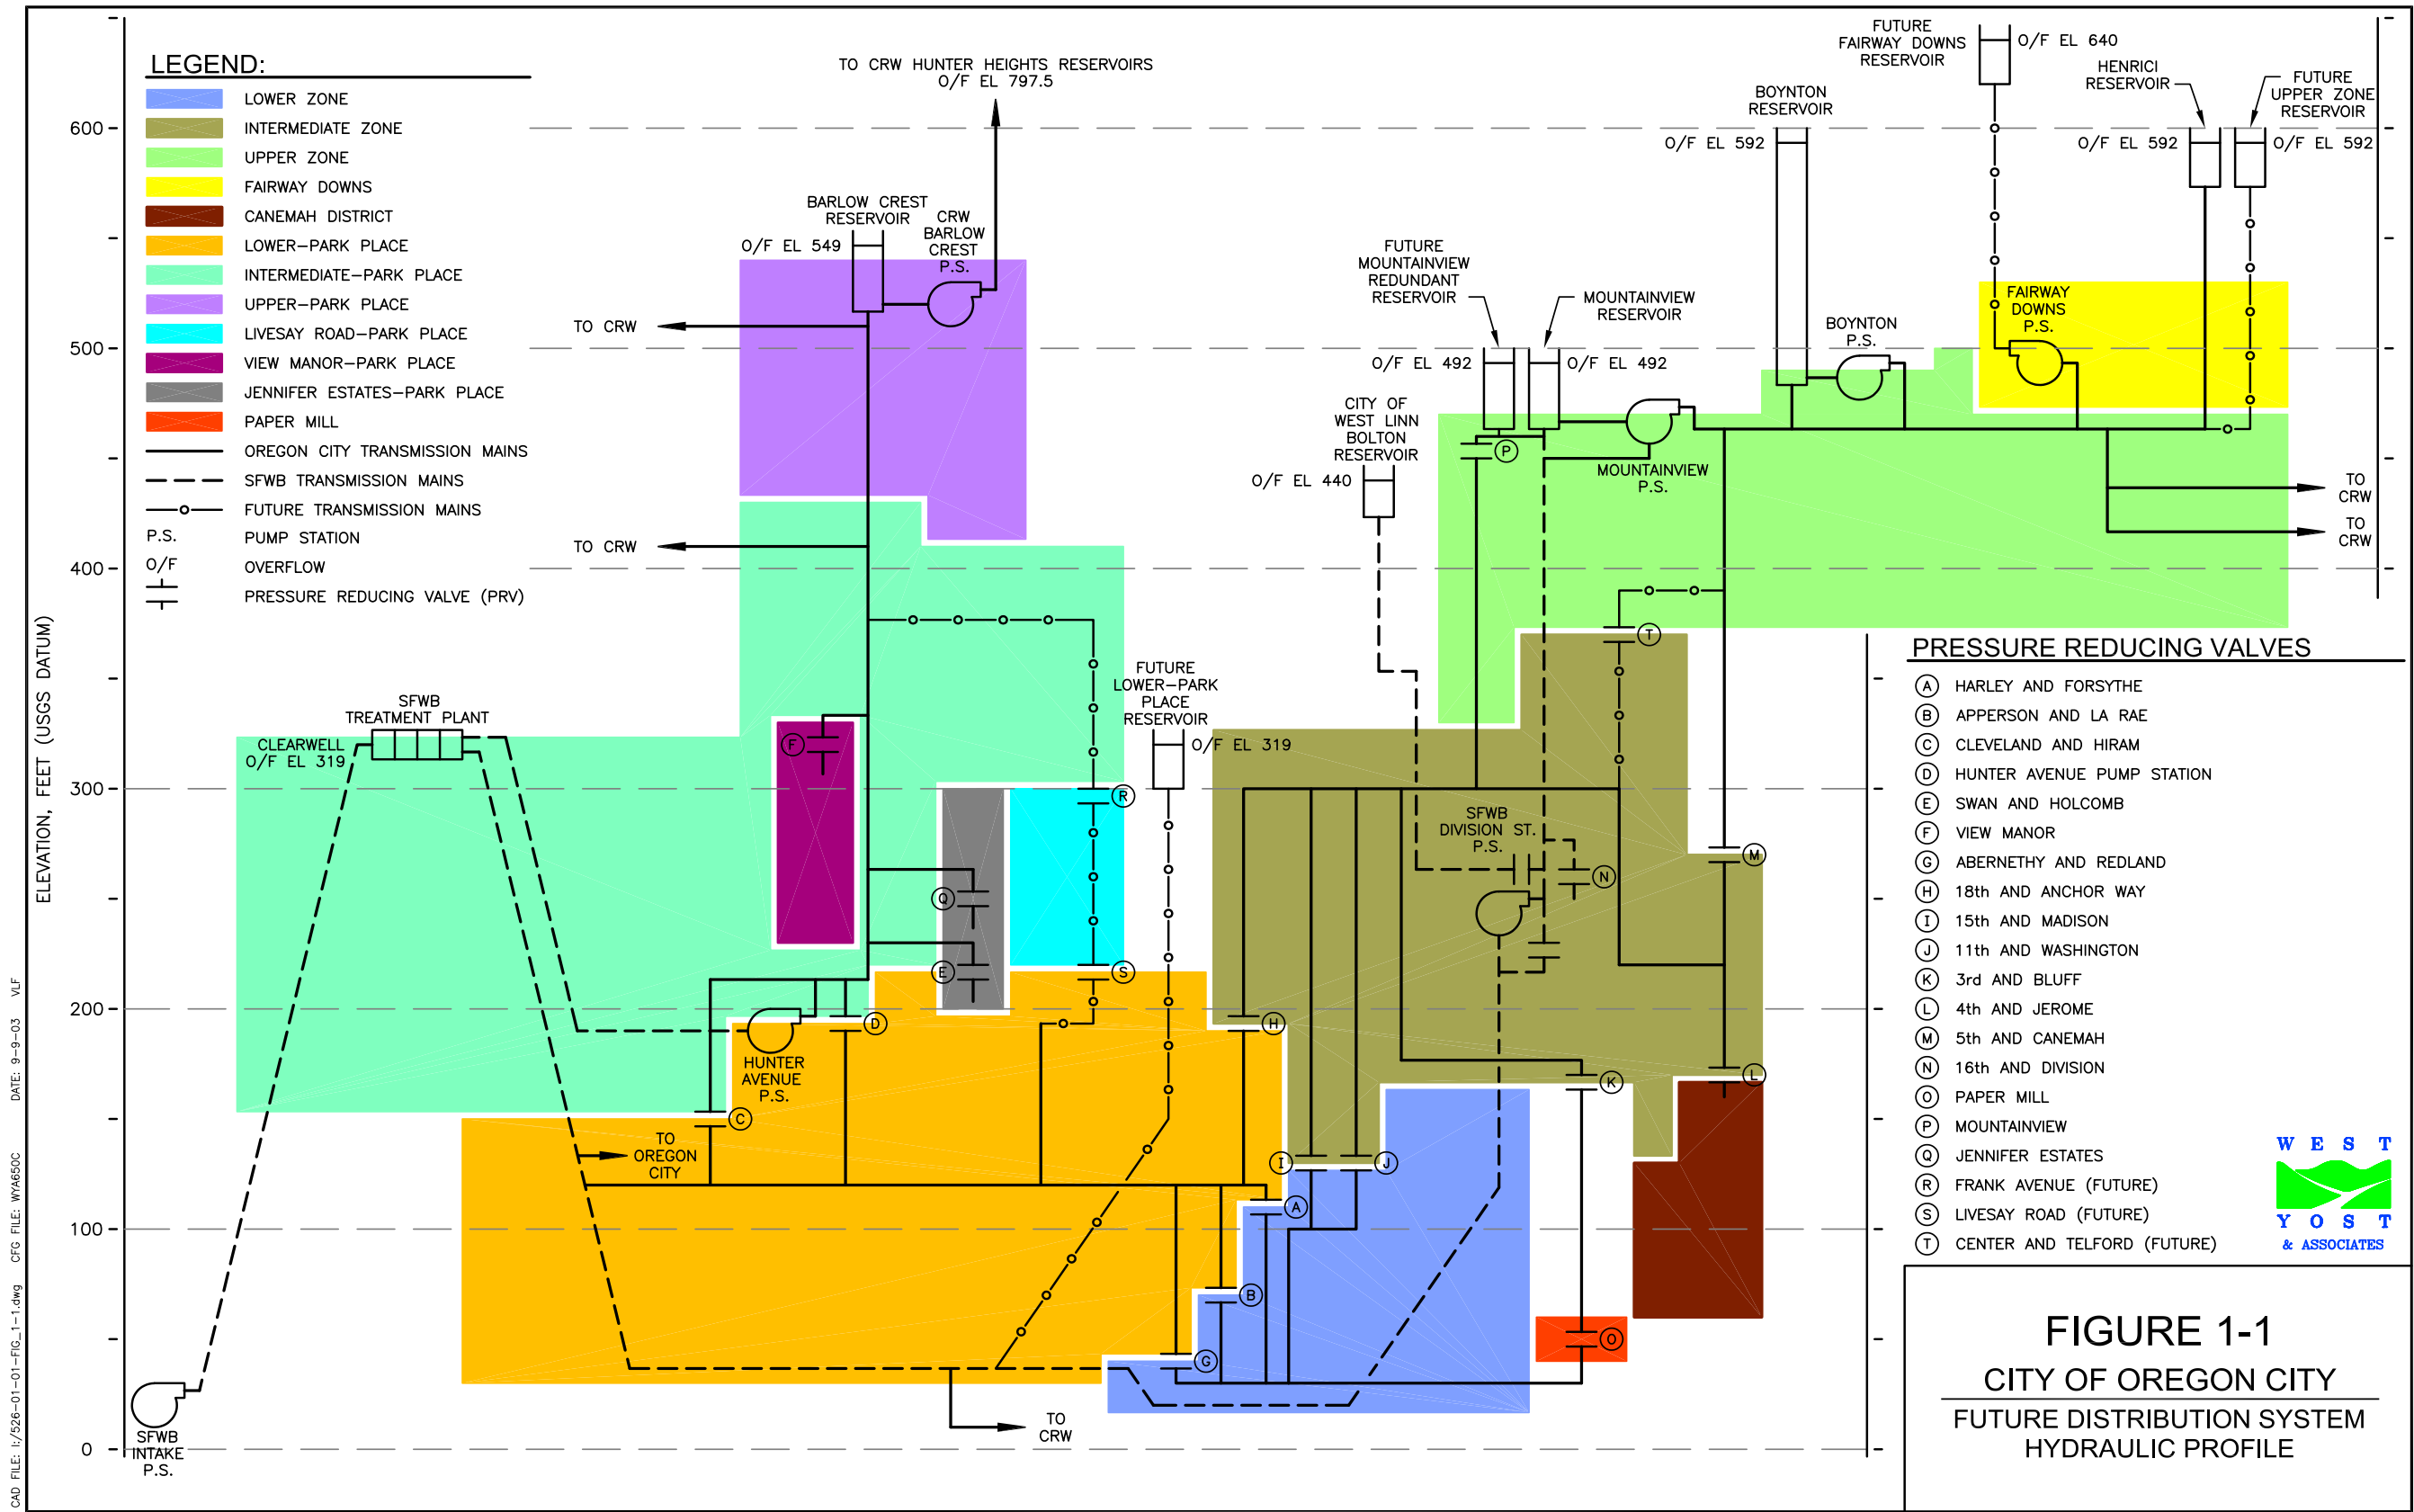 LEGEND:
LOWER ZONE
INTERMEDIATE ZONE
UPPER ZONE
FAIRWAY DOWNS
CANEMAH DISTRICT
LOWER-PARK PLACE
INTERMEDIATE-PARK PLACE
UPPER-PARK PLACE
LIVESAY ROAD-PARK PLACE
VIEW MANOR-PARK PLACE
JENNIFER ESTATES-PARK PLACE
PAPER MILL
OREGON CITY TRANSMISSION MAINS
SFWB TRANSMISSION MAINS
FUTURE TRANSMISSION MAINS
P.S. PUMP STATION
O/F OVERFLOW
PRESSURE REDUCING VALVE (PRV)
ELEVATION, FEET (USGS DATUM)
600
500
400
300
200
100
0
TO CRW HUNTER HEIGHTS RESERVOIRS
O/F EL 797.5
BARLOW CREST
RESERVOIR
O/F EL 549
CRW
BARLOW
CREST
P.S.
TO CRW
TO CRW
FUTURE
MOUNTAINVIEW
REDUNDANT
RESERVOIR
MOUNTAINVIEW
RESERVOIR
O/F EL 492
O/F EL 492
CITY OF
WEST LINN
BOLTON
RESERVOIR
O/F EL 440
P
MOUNTAINVIEW
P.S.
BOYNTON
RESERVOIR
O/F EL 592
BOYNTON
P.S.
FUTURE
FAIRWAY DOWNS
RESERVOIR
O/F EL 640
HENRICI
RESERVOIR
O/F EL 592
FUTURE
UPPER ZONE
RESERVOIR
O/F EL 592
FAIRWAY
DOWNS
P.S.
TO
CRW
TO
CRW
T
SFWB
TREATMENT PLANT
CLEARWELL
O/F EL 319
F
FUTURE
LOWER-PARK
PLACE
RESERVOIR
O/F EL 319
R
Q
E
S
D
HUNTER
AVENUE
P.S.
C
TO
OREGON
CITY
SFWB
DIVISION ST.
P.S.
N
M
H
K
L
I
J
A
B
G
O
TO
CRW
SFWB
INTAKE
P.S.
PRESSURE REDUCING VALVES
A HARLEY AND FORSYTHE
B APPERSON AND LA RAE
C CLEVELAND AND HIRAM
D HUNTER AVENUE PUMP STATION
E SWAN AND HOLCOMB
F VIEW MANOR
G ABERNETHY AND REDLAND
H 18th AND ANCHOR WAY
I 15th AND MADISON
J 11th AND WASHINGTON
K 3rd AND BLUFF
L 4th AND JEROME
M 5th AND CANEMAH
N 16th AND DIVISION
O PAPER MILL
P MOUNTAINVIEW
Q JENNIFER ESTATES
R FRANK AVENUE (FUTURE)
S LIVESAY ROAD (FUTURE)
T CENTER AND TELFORD (FUTURE)
WEST
YOST
& ASSOCIATES
FIGURE 1-1
CITY OF OREGON CITY
FUTURE DISTRIBUTION SYSTEM
HYDRAULIC PROFILE
CAD FILE: I:/526-01-01-FIG_1-1.dwg CFG FILE: WYA650C DATE: 9-9-03 VLF